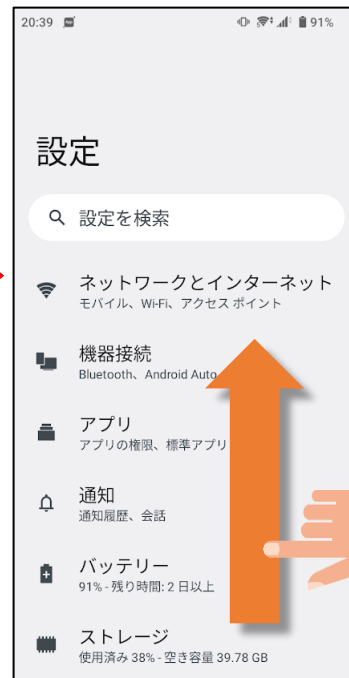 20:39 91%
設定
設定を検索
ネットワークとインターネット
モバイル、Wi-Fi、アクセス ポイント
機器接続
Bluetooth、Android Auto
アプリ
アプリの権限、標準アプリ
通知
通知履歴、会話
バッテリー
91% - 残り時間: 2 日以上
ストレージ
使用済み 38% - 空き容量 39.78 GB